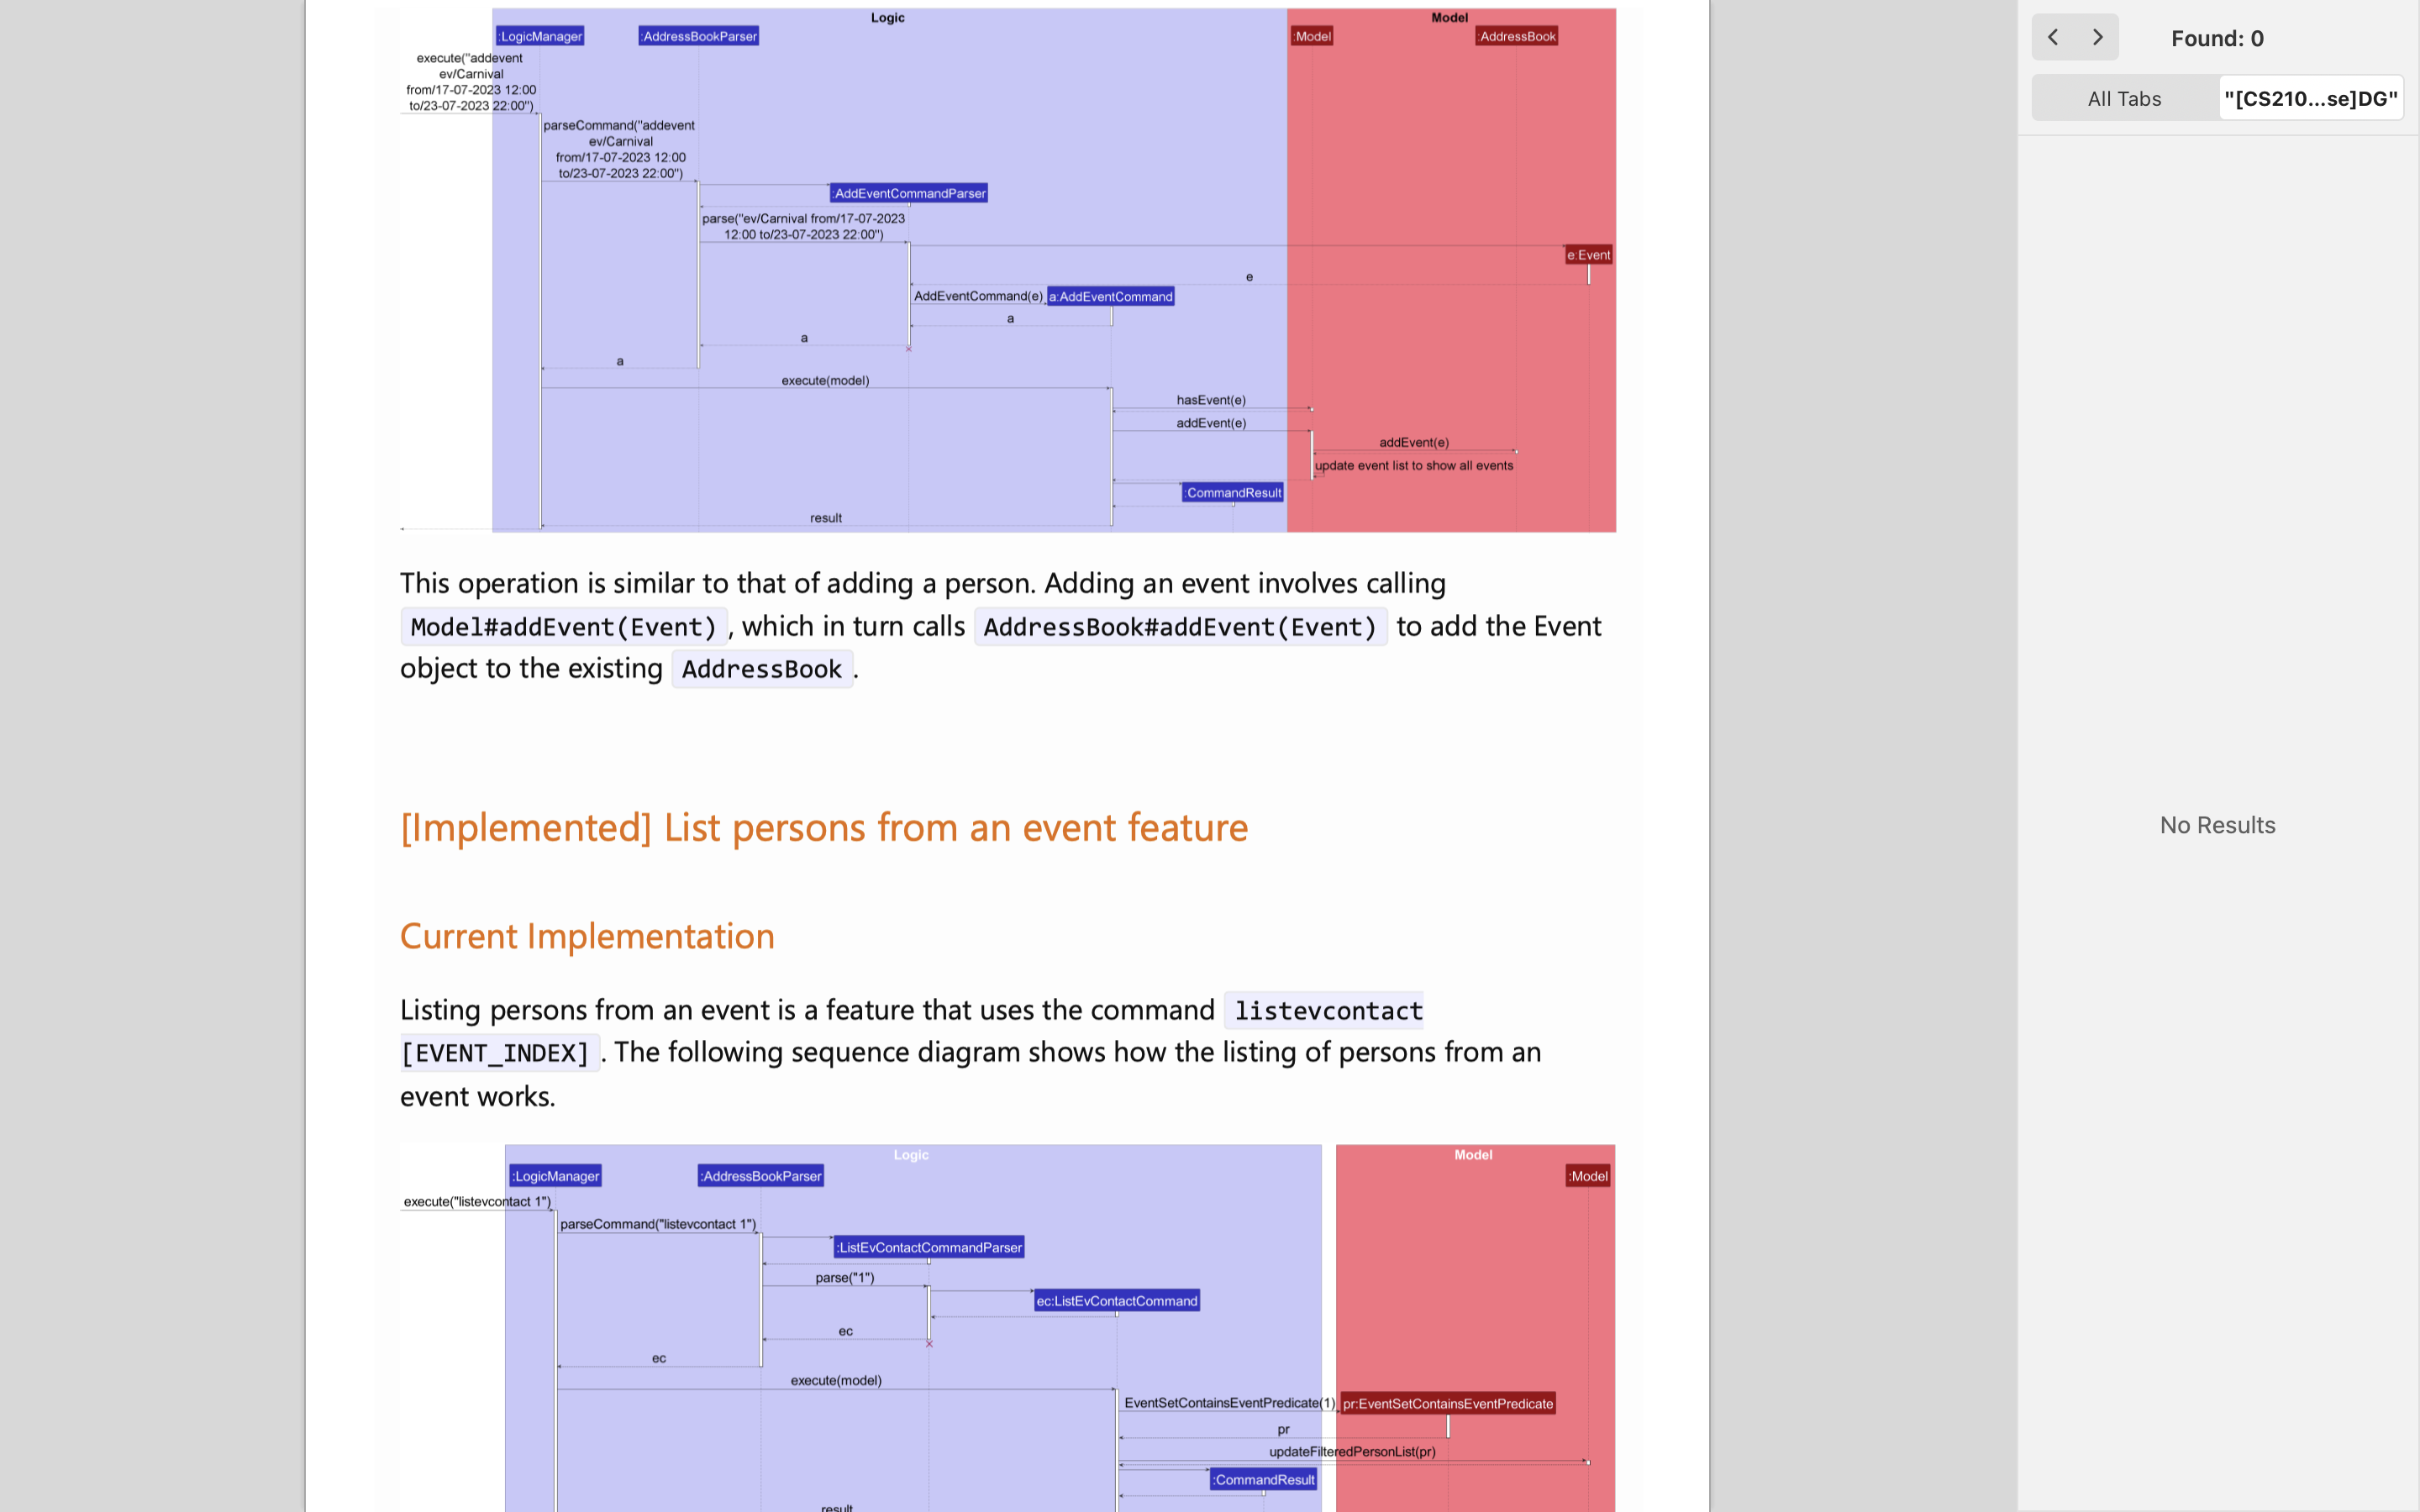 Logic
Model
:LogicManager
:AddressBookParser
:Model
:AddressBook
execute("addevent
ev/Carnival
from/17-07-2023 12:00
to/23-07-2023 22:00")
parseCommand("addevent
ev/Carnival
from/17-07-2023 12:00
to/23-07-2023 22:00")
:AddEventCommandParser
parse("ev/Carnival from/17-07-2023
12:00 to/23-07-2023 22:00")
e:Event
e
AddEventCommand(e)
a:AddEventCommand
a
a
a
execute(model)
hasEvent(e)
addEvent(e)
addEvent(e)
update event list to show all events
:CommandResult
result
This operation is similar to that of adding a person. Adding an event involves calling
Model#addEvent(Event) , which in turn calls AddressBook#addEvent(Event) to add the Event
object to the existing AddressBook .
[Implemented] List persons from an event feature
Current Implementation
Listing persons from an event is a feature that uses the command listevcontact
[EVENT_INDEX] . The following sequence diagram shows how the listing of persons from an
event works.
Logic
Model
:LogicManager
:AddressBookParser
:Model
execute("listevcontact 1")
parseCommand("listevcontact 1")
:ListEvContactCommandParser
parse("1")
ec:ListEvContactCommand
ec
ec
execute(model)
EventSetContainsEventPredicate(1)
pr:EventSetContainsEventPredicate
pr
updateFilteredPersonList(pr)
:CommandResult
result
Found: 0
All Tabs
"[CS210...se]DG"
No Results